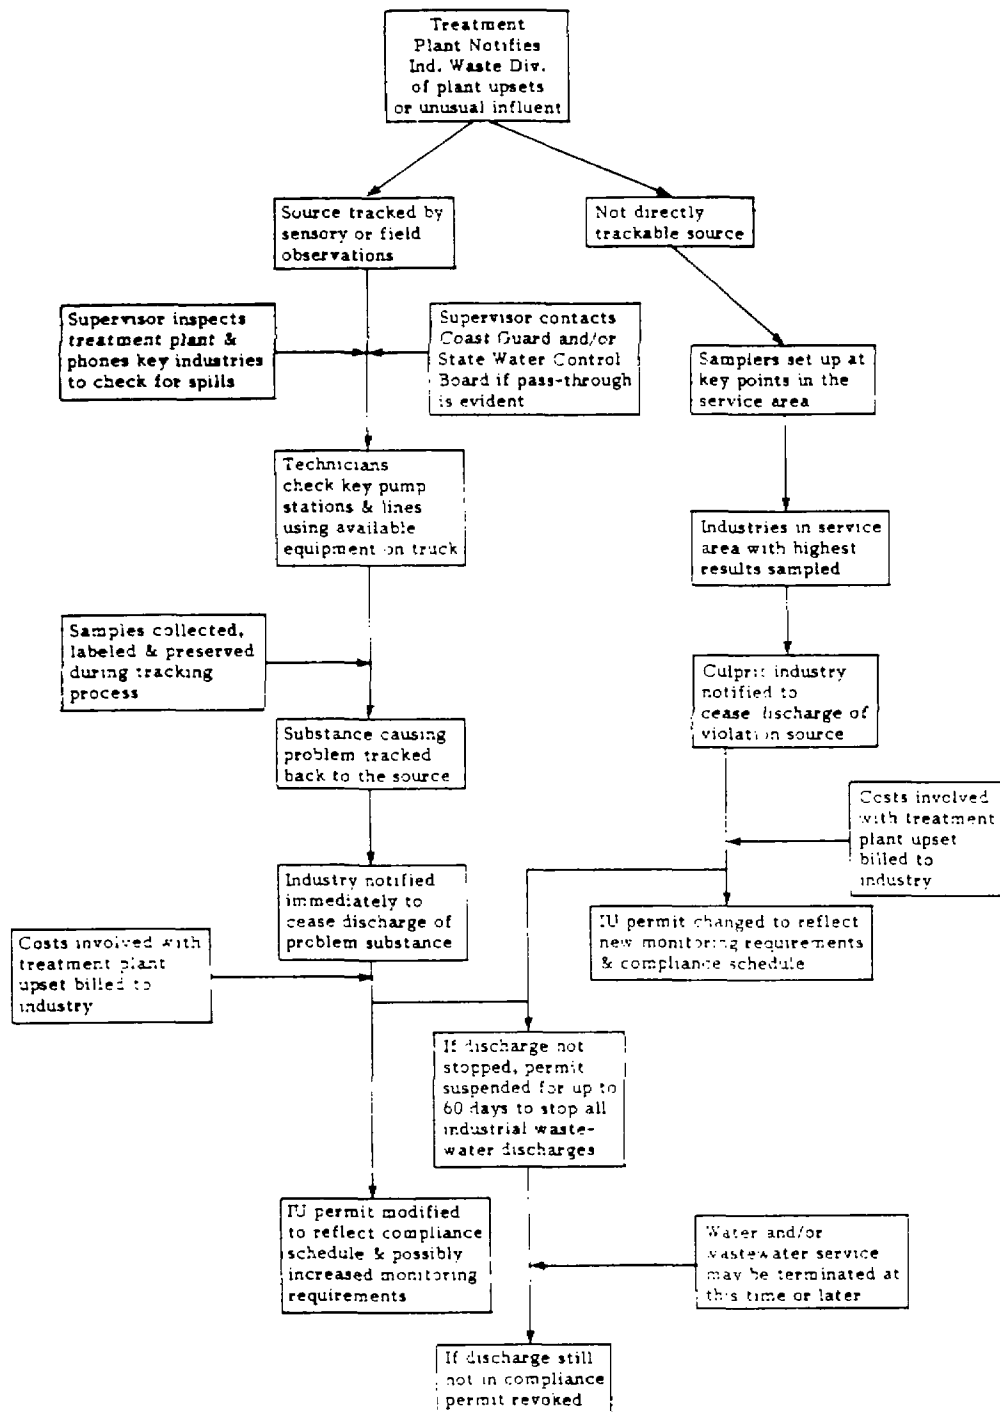 Treatment
Plant Notifies
Ind. Waste Div.
of plant upsets
or unusual influent
Source tracked by
sensory or field
observations
Not directly
trackable source
Supervisor inspects
treatment plant &
phones key industries
to check for spills
Supervisor contacts
Coast Guard and/or
State Water Control
Board if pass-through
is evident
Samplers set up at
key points in the
service area
Technicians
check key pump
stations & lines
using available
equipment on truck
Industries in service
area with highest
results sampled
Samples collected,
labeled & preserved
during tracking
process
Culprit industry
notified to
cease discharge of
violation source
Substance causing
problem tracked
back to the source
Costs involved
with treatment
plant upset
billed to
industry
Industry notified
immediately to
cease discharge of
problem substance
IU permit changed to reflect
new monitoring requirements
& compliance schedule
Costs involved with
treatment plant
upset billed to
industry
If discharge not
stopped, permit
suspended for up to
60 days to stop all
industrial waste-
water discharges
IU permit modified
to reflect compliance
schedule & possibly
increased monitoring
requirements
Water and/or
wastewater service
may be terminated at
this time or later
If discharge still
not in compliance
permit revoked